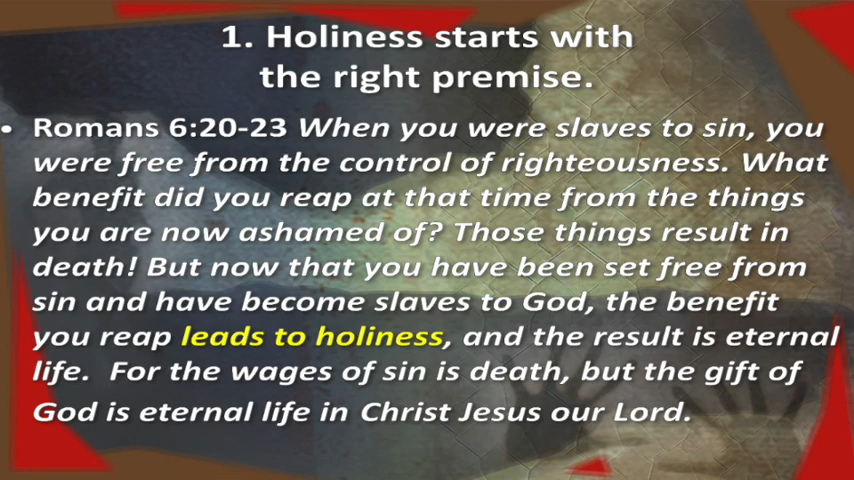 1. Holiness starts with
the right premise.
• Romans 6:20-23 When you were slaves to sin, you
were free from the control of righteousness. What
benefit did you reap at that time from the things
you are now ashamed of? Those things result in
death! But now that you have been set free from
sin and have become slaves to God, the benefit
you reap leads to holiness, and the result is eternal
life.  For the wages of sin is death, but the gift of
God is eternal life in Christ Jesus our Lord.